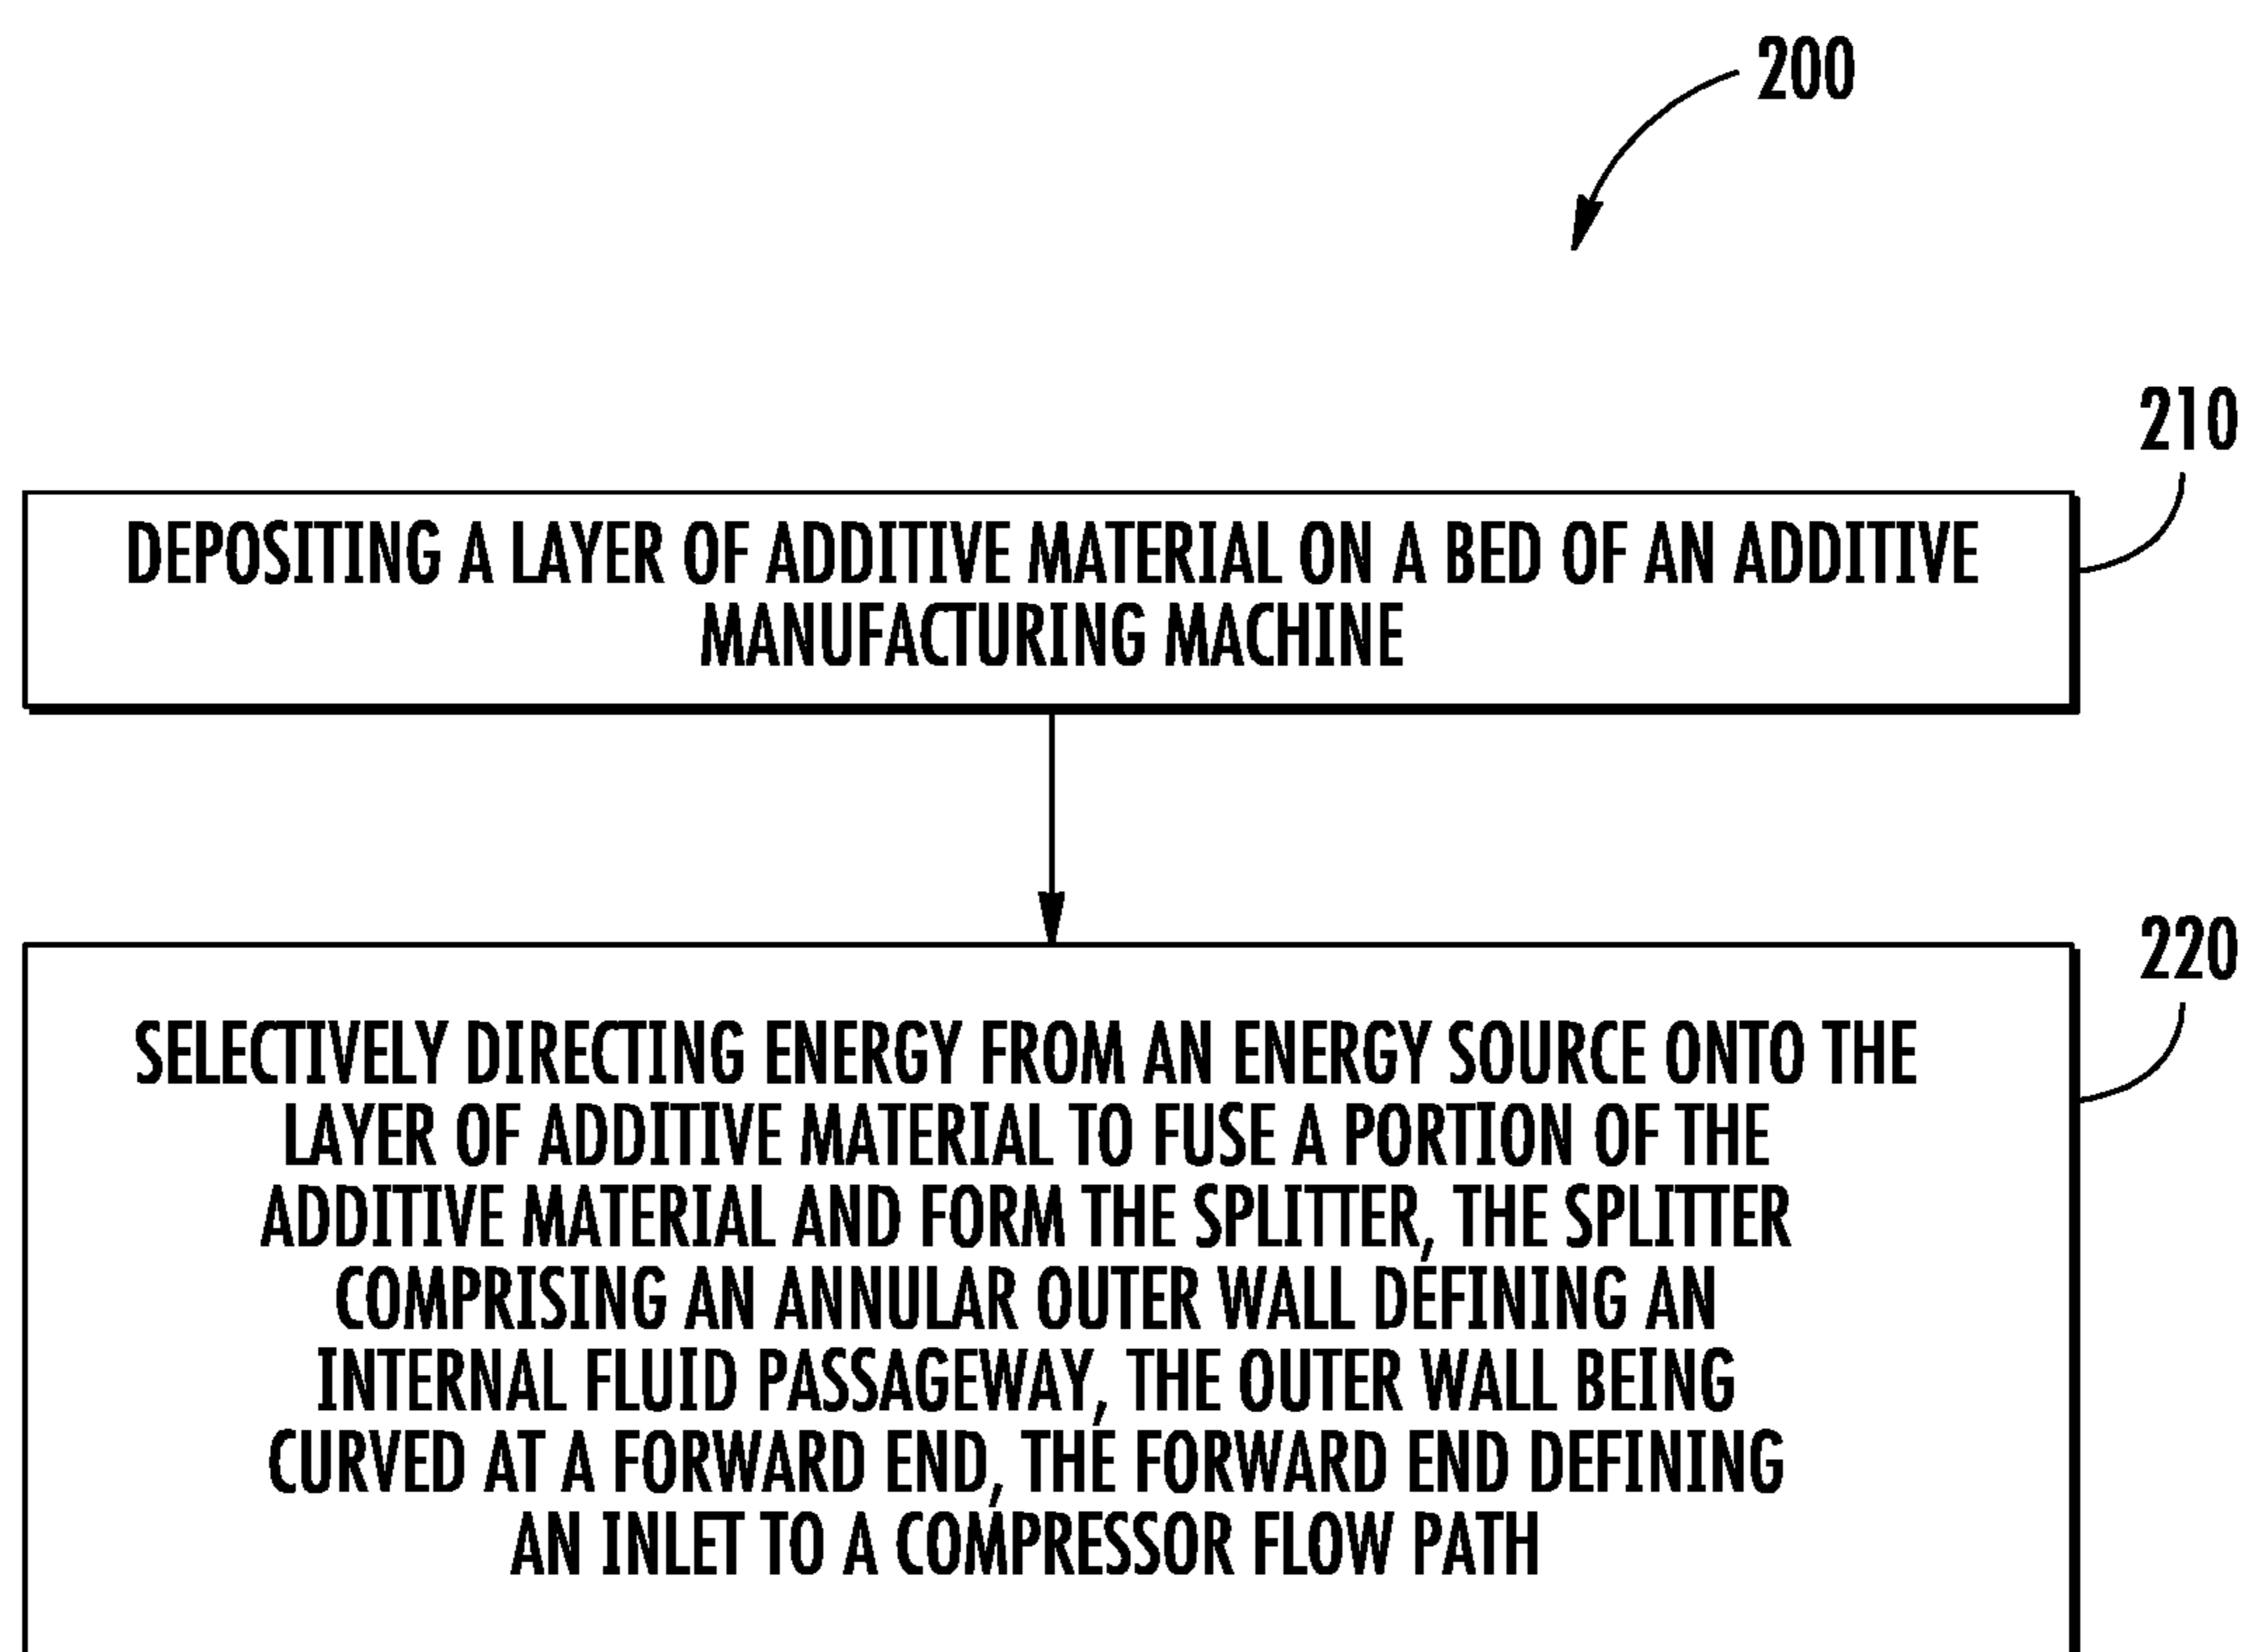 200
210
DEPOSITING A LAYER OF ADDITIVE MATERIAL ON A BED OF AN ADDITIVE
MANUFACTURING MACHINE
220
SELECTIVELY DIRECTING ENERGY FROM AN ENERGY SOURCE ONTO THE
LAYER OF ADDITIVE MATERIAL TO FUSE A PORTION OF THE
ADDITIVE MATERIAL AND FORM THE SPLITTER, THE SPLITTER
COMPRISING AN ANNULAR OUTER WALL DEFINING AN
INTERNAL FLUID PASSAGEWAY, THE OUTER WALL BEING
CURVED AT A FORWARD END, THE FORWARD END DEFINING
AN INLET TO A COMPRESSOR FLOW PATH